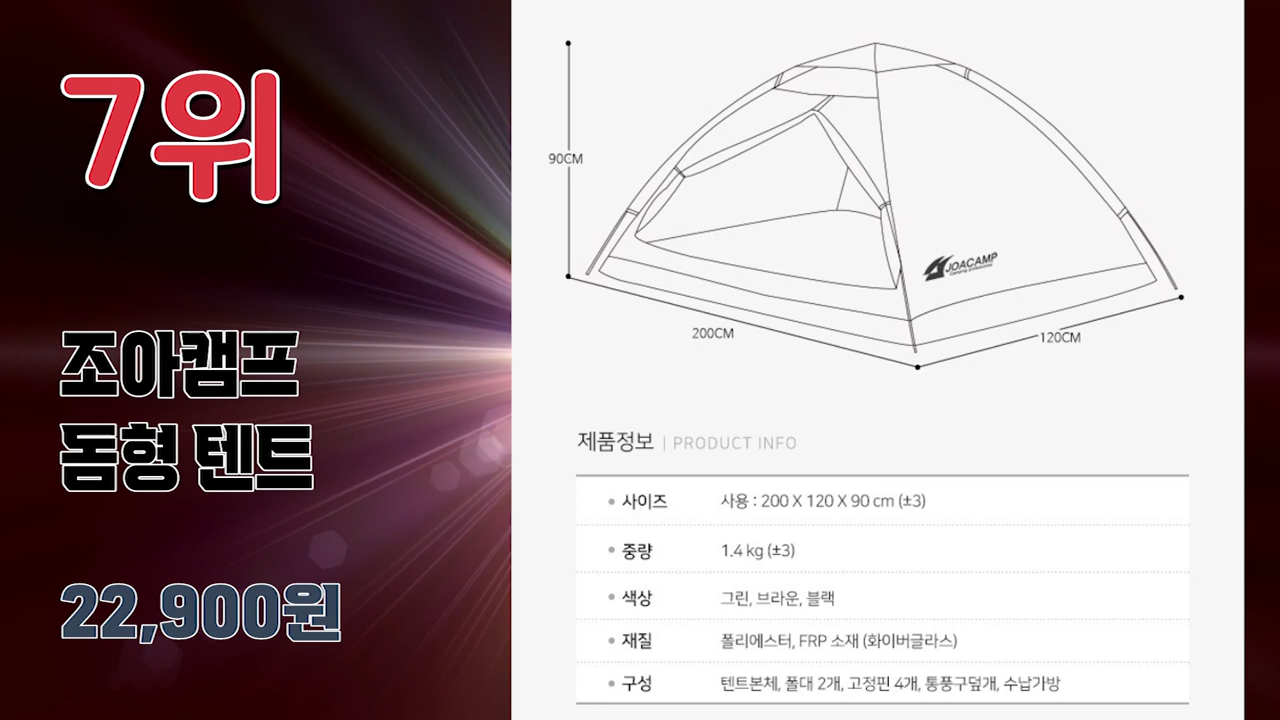 7위
조아캠프
돔형 텐트
22,900원
90CM
JOACAMP
Camping professional
200CM
120CM
제품정보 | PRODUCT INFO
사이즈 사용 : 200 X 120 X 90 cm (±3)
중량 1.4 kg (±3)
색상 그린, 브라운, 블랙
재질 폴리에스터, FRP 소재 (화이버글라스)
구성 텐트본체, 폴대 2개, 고정핀 4개, 통풍구덮개, 수납가방